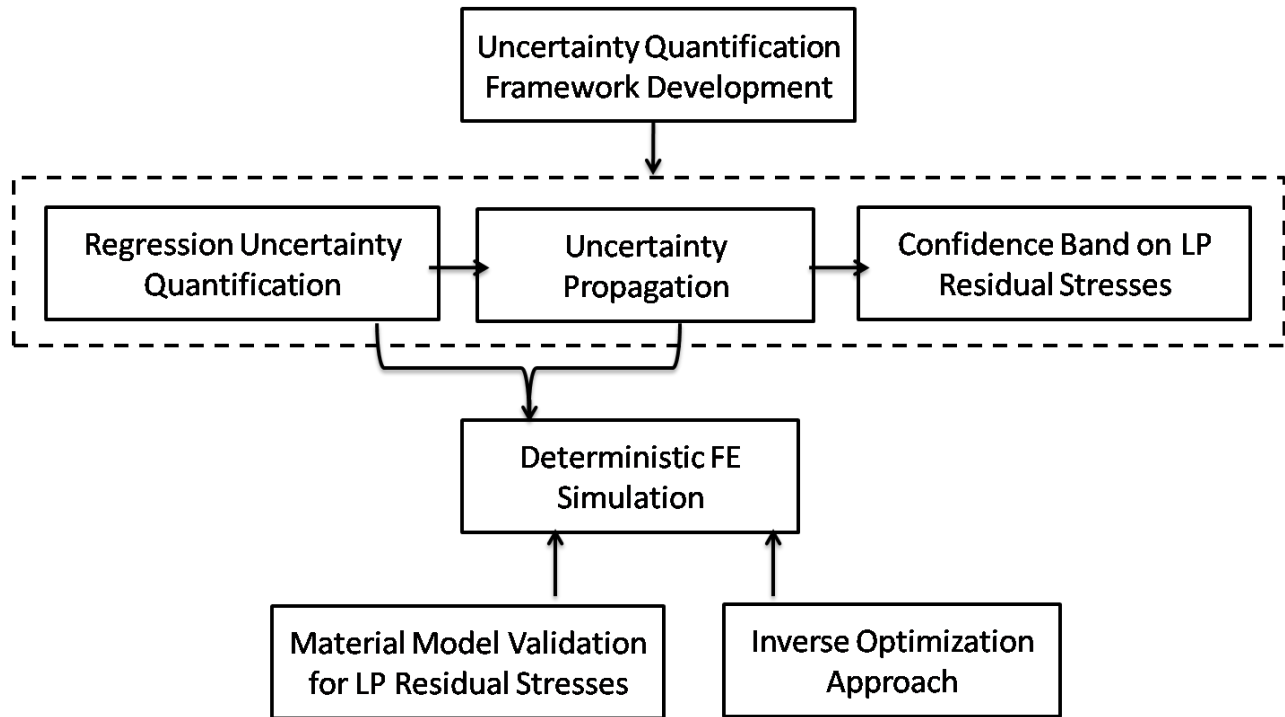 Uncertainty Quantification
Framework Development
Regression Uncertainty
Quantification
Uncertainty
Propagation
Confidence Band on LP
Residual Stresses
Deterministic FE
Simulation
Material Model Validation
for LP Residual Stresses
Inverse Optimization
Approach